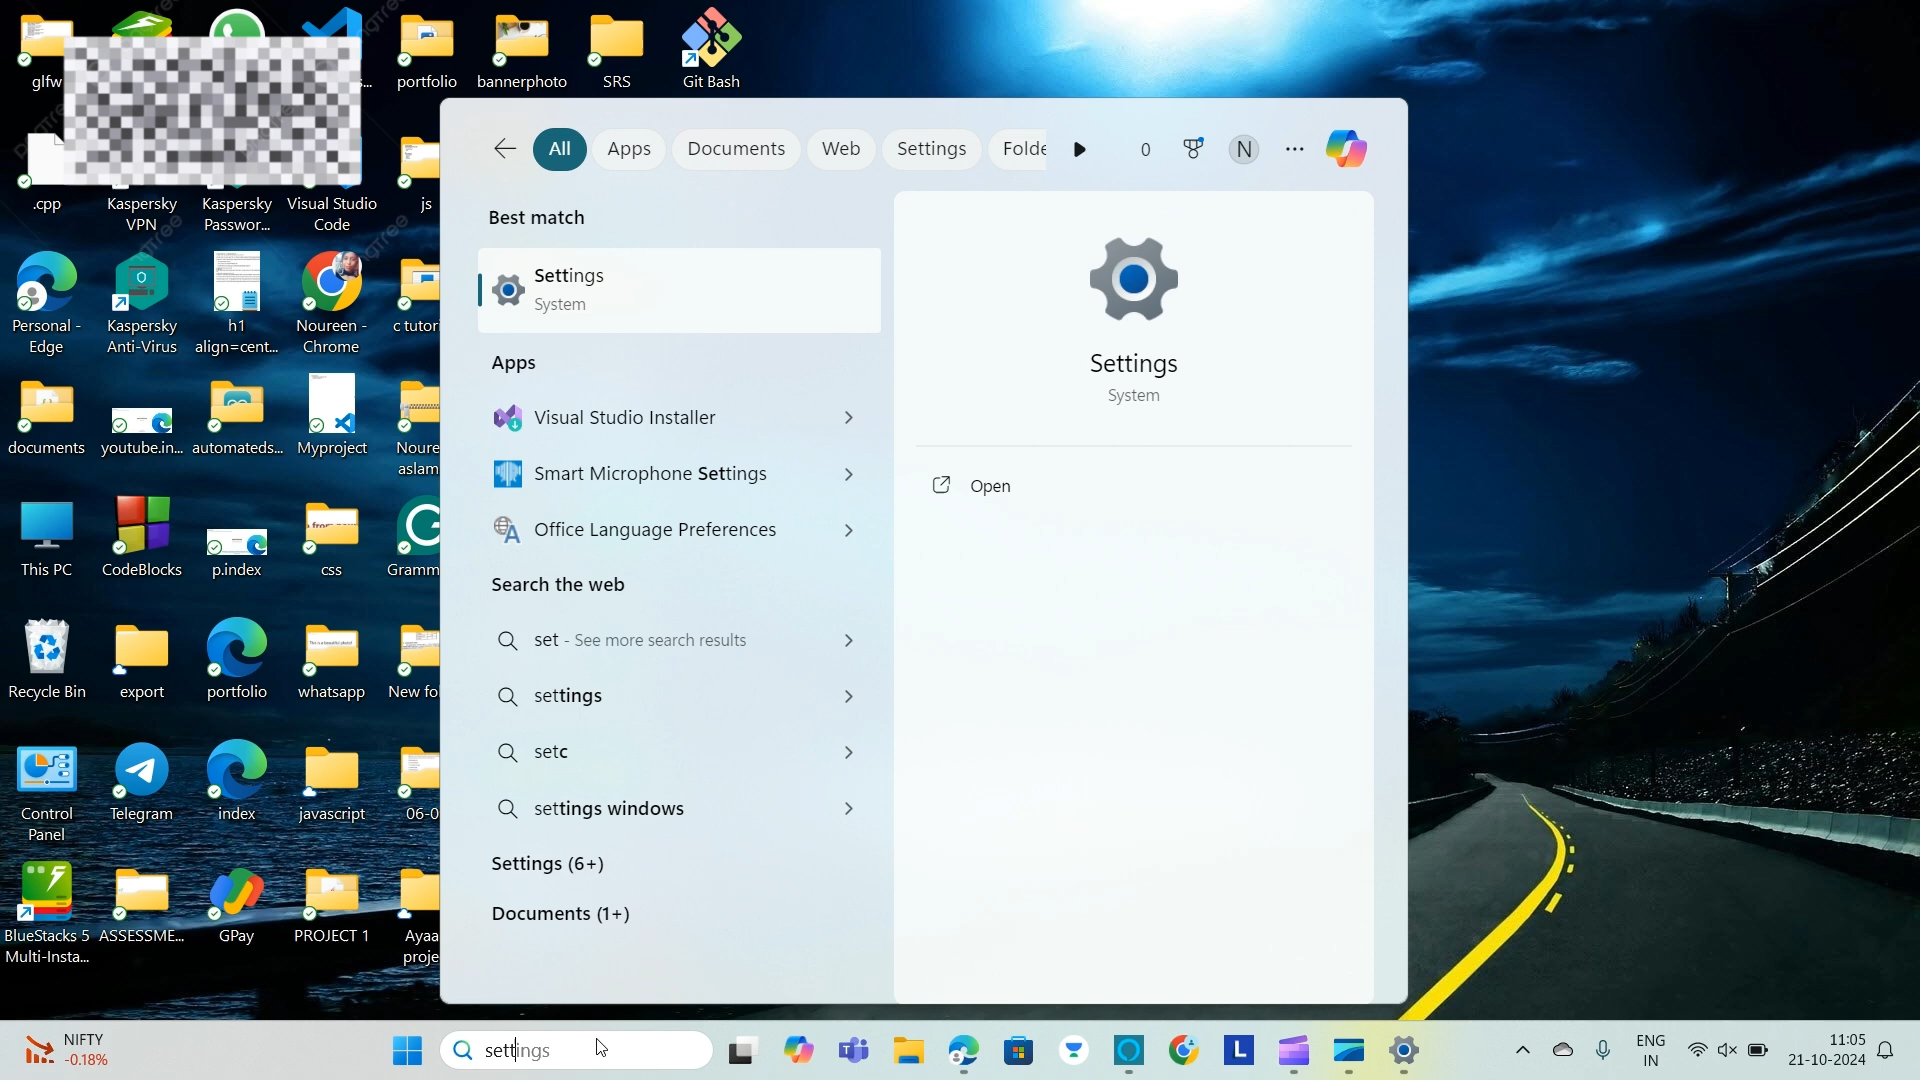 glfw
s...
portfolio
bannerphoto
SRS
Git Bash
.cpp
Kaspersky
VPN
Kaspersky
Passwor...
Visual Studio
Code
js
Personal -
Edge
Kaspersky
Anti-Virus
h1
align=cent...
Noureen -
Chrome
c tutori
documents
youtube.in...
automateds...
Myproject
Noure
aslam
This PC
CodeBlocks
p.index
css
Gramm
Recycle Bin
export
portfolio
whatsapp
New fo
Control
Panel
Telegram
index
javascript
06-0
BlueStacks 5
Multi-Insta...
ASSESSME...
GPay
PROJECT 1
Ayaa
proje
All
Apps
Documents
Web
Settings
Folde
0
N
Best match
Settings
System
Apps
Visual Studio Installer
Smart Microphone Settings
Office Language Preferences
Search the web
set - See more search results
settings
setc
settings windows
Settings (6+)
Documents (1+)
Settings
System
Open
NIFTY
-0.18%
settings
L
ENG
IN
11:05
21-10-2024